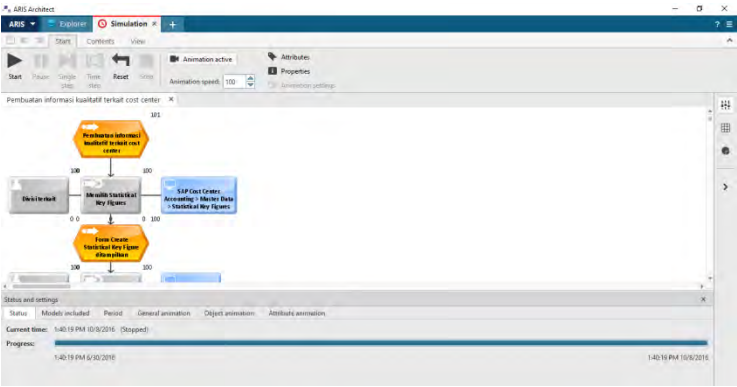 ARIS Architect
ARIS
Explorer
Simulation
Start Contents View
Start Pause Single step Time step Reset Stop
Animation active
Animation speed: 100
Attributes
Properties
Animation settings
Pembuatan informasi kualitatif terkait cost center
101
Pembuatan informasi
kualitatif terkait cost
center
100 100
Divisi terkait
Memilih Statistical
Key Figures
SAP Cost Center
Accounting > Master Data
> Statistical Key Figures
0 0 0 100
Form Create
Statistical Key Figure
ditampilkan
100 100
Status and settings
Status Models included Period General animation Object animation Attribute animation
Current time: 1:40:19 PM 10/8/2016 (Stopped)
Progress:
1:40:19 PM 6/30/2016 1:40:19 PM 10/8/2016